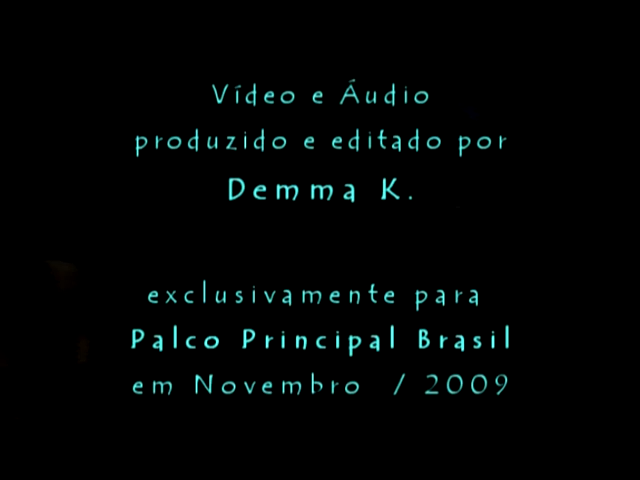 Vídeo e Áudio
produzido e editado por
Demma K.
exclusivamente para
Palco Principal Brasil
em Novembro / 2009